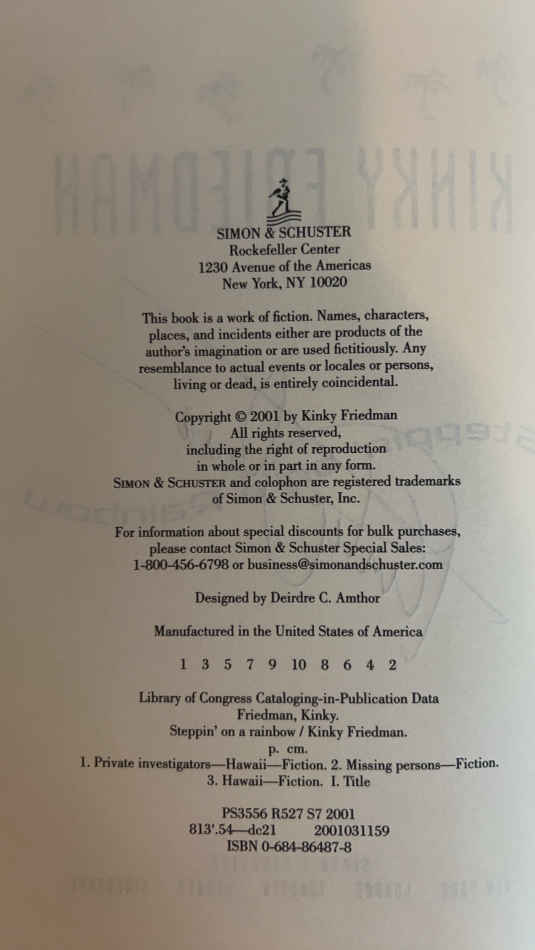 SIMON & SCHUSTER
Rockefeller Center
1230 Avenue of the Americas
New York, NY 10020
This book is a work of fiction. Names, characters,
places, and incidents either are products of the
author's imagination or are used fictitiously. Any
resemblance to actual events or locales or persons,
living or dead, is entirely coincidental.
Copyright © 2001 by Kinky Friedman
All rights reserved,
including the right of reproduction
in whole or in part in any form.
SIMON & SCHUSTER and colophon are registered trademarks
of Simon & Schuster, Inc.
For information about special discounts for bulk purchases,
please contact Simon & Schuster Special Sales:
1-800-456-6798 or business@simonandschuster.com
Designed by Deirdre C. Amthor
Manufactured in the United States of America
1 3 5 7 9 10 8 6 4 2
Library of Congress Cataloging-in-Publication Data
Friedman, Kinky.
Steppin' on a rainbow / Kinky Friedman.
p. cm.
1. Private investigators—Hawaii—Fiction. 2. Missing persons—Fiction.
3. Hawaii—Fiction. I. Title
PS3556 R527 S7 2001
813'.54—dc21 2001031159
ISBN 0-684-86487-8